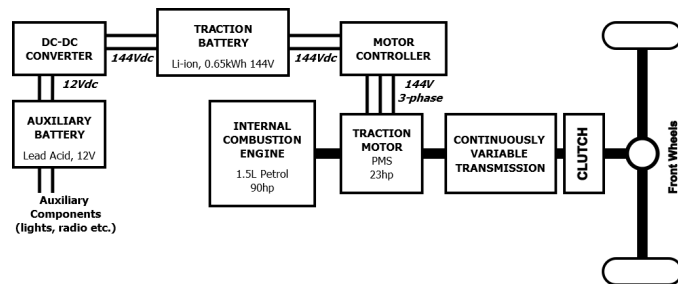 DC-DC
CONVERTER
144Vdc
TRACTION
BATTERY
Li-ion, 0.65kWh 144V
144Vdc
MOTOR
CONTROLLER
12Vdc
144V
3-phase
AUXILIARY
BATTERY
Lead Acid, 12V
Auxiliary
Components
(lights, radio etc.)
INTERNAL
COMBUSTION
ENGINE
1.5L Petrol
90hp
TRACTION
MOTOR
PMS
23hp
CONTINUOUSLY
VARIABLE
TRANSMISSION
CLUTCH
Front Wheels